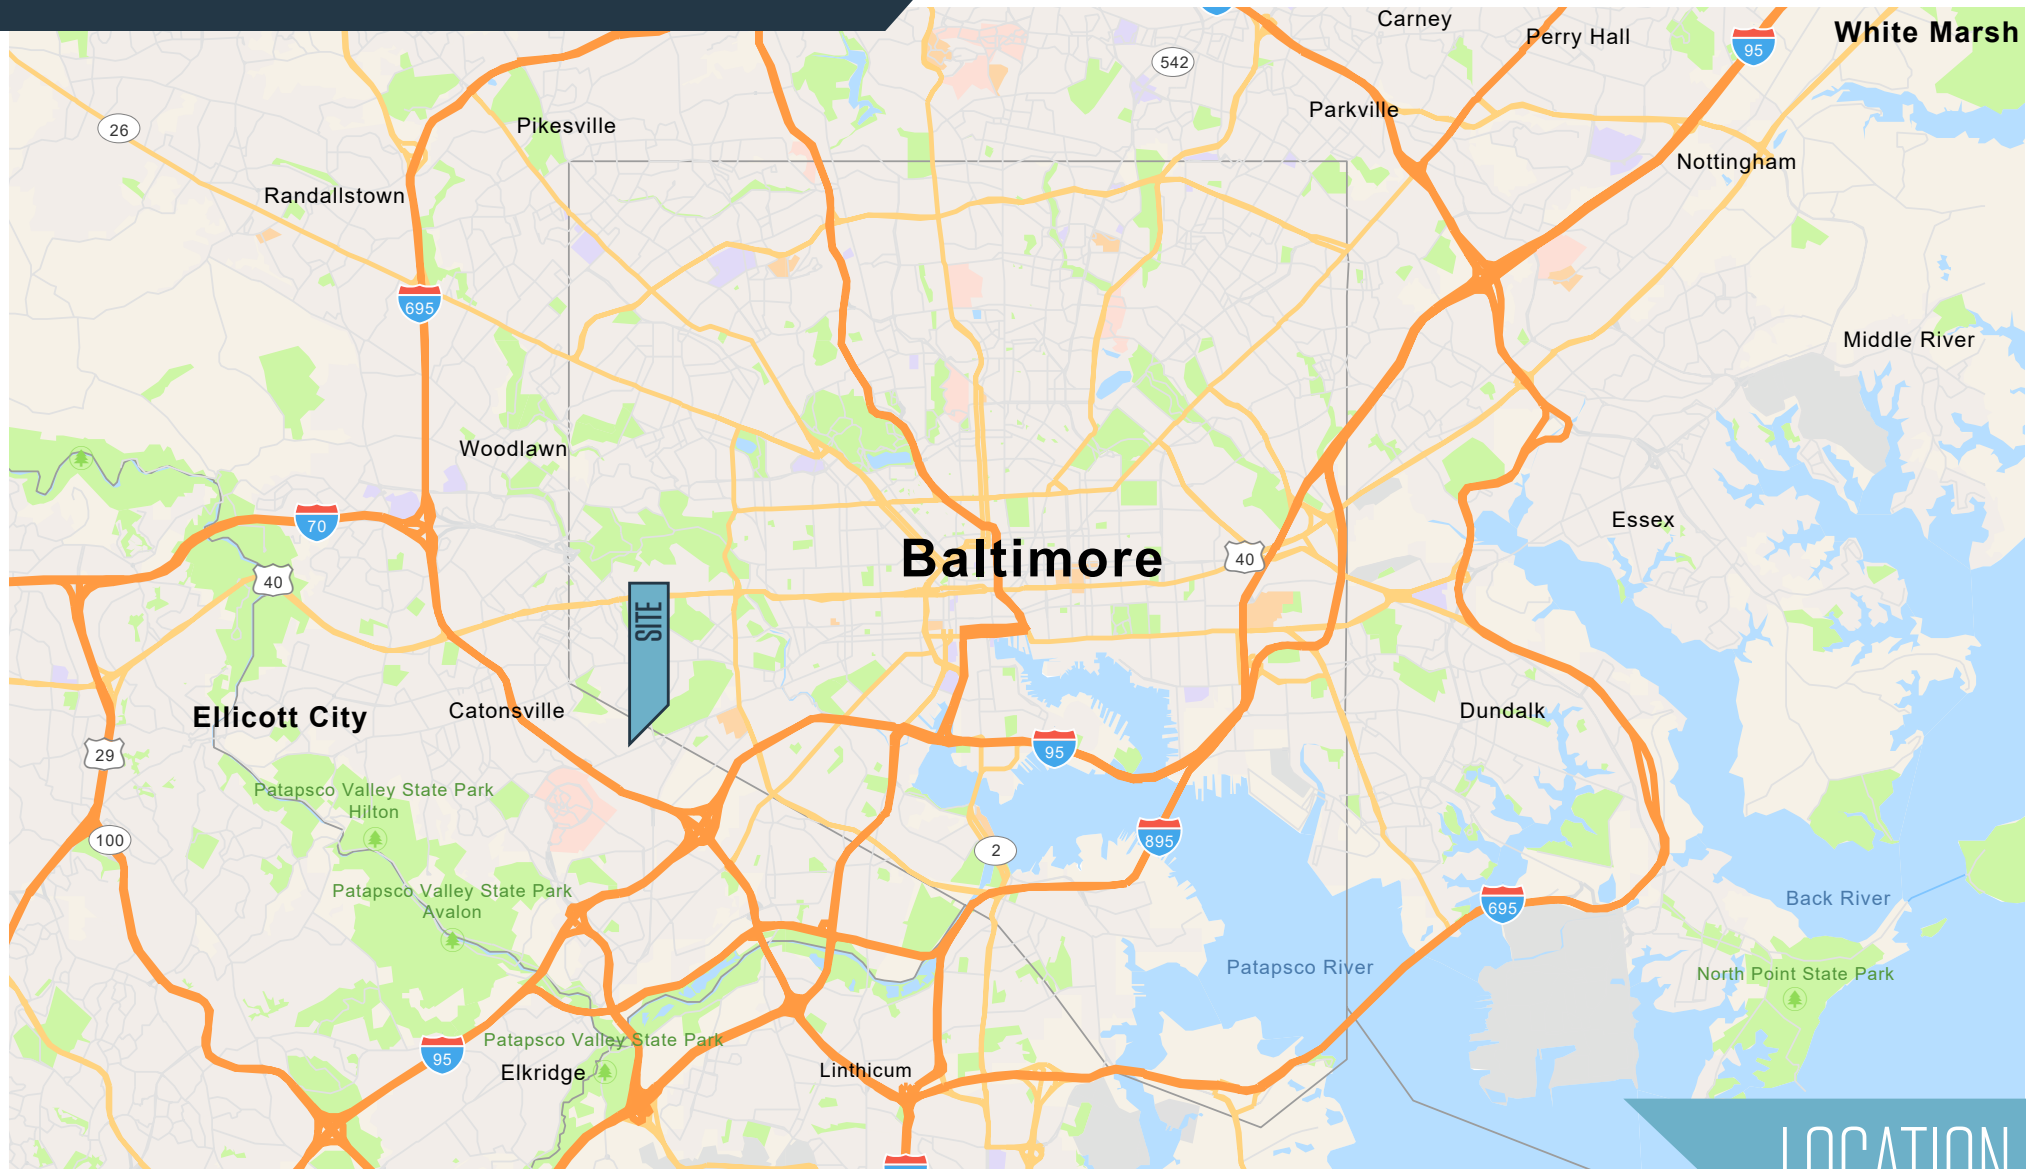 Carney
White Marsh
Perry Hall
95
542
Parkville
26
Pikesville
Nottingham
Randallstown
695
Middle River
Woodlawn
Essex
70
Baltimore
40
40
SITE
Ellicott City
Catonsville
Dundalk
29
95
Patapsco Valley State Park
Hilton
100
2
895
Patapsco Valley State Park
Avalon
695
Back River
Patapsco River
North Point State Park
Patapsco Valley State Park
95
Elkridge
Linthicum
LOCATION